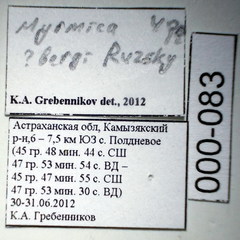 Myrmica
? bergi Ruzsky
K.A. Grebennikov det., 2012
Астраханская обл, Камызякский
р-н,6 – 7,5 км ЮЗ с. Полдневое
(45 гр. 48 мин. 44 с. СШ
47 гр. 53 мин. 54 с. ВД –
45 гр. 47 мин. 55 с. СШ
47 гр. 53 мин. 30 с. ВД)
30-31.06.2012
К.А. Гребенников
000-083